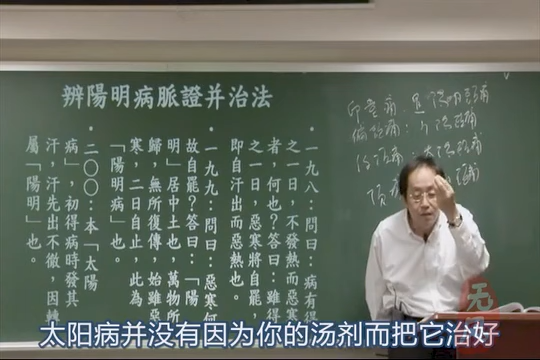 辨陽明病脈證并治法
•一九八：問曰：病有得
之一日，不發熱而惡寒
者，何也？答曰：雖得
之一日，惡寒將自罷，
即自汗出而惡熱也。
•一九九：問曰：惡寒何
故自罷？答曰：「陽
明」居中土也，萬物所
歸，無所復傳，始雖惡
寒，二日自止，此為
「陽明病」也。
•二〇〇：本「太陽
病」，初得病時發其
汗，汗先出不徹，因轉
屬「陽明」也。
太阳病并没有因为你的汤剂而把它治好